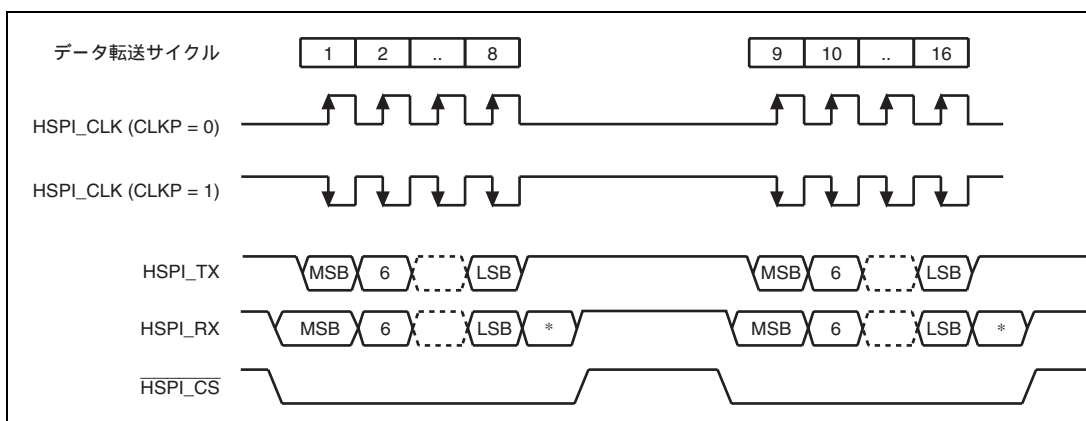 データ転送サイクル 1 2 .. 8 9 10 .. 16
HSPI_CLK (CLKP = 0)
HSPI_CLK (CLKP = 1)
HSPI_TX MSB 6 LSB MSB 6 LSB
HSPI_RX MSB 6 LSB * MSB 6 LSB *
HSPI_CS